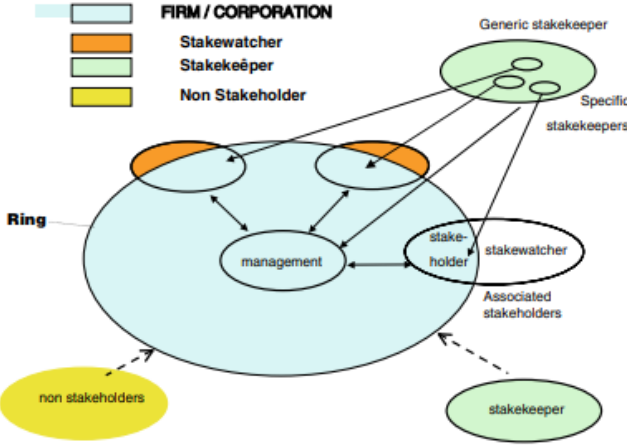 FIRM / CORPORATION
Stakewatcher
Stakekeêper
Non Stakeholder
Generic stakekeeper
Specific
stakekeepers
Ring
stake-
holder
stakewatcher
management
Associated
stakeholders
non stakeholders
stakekeeper